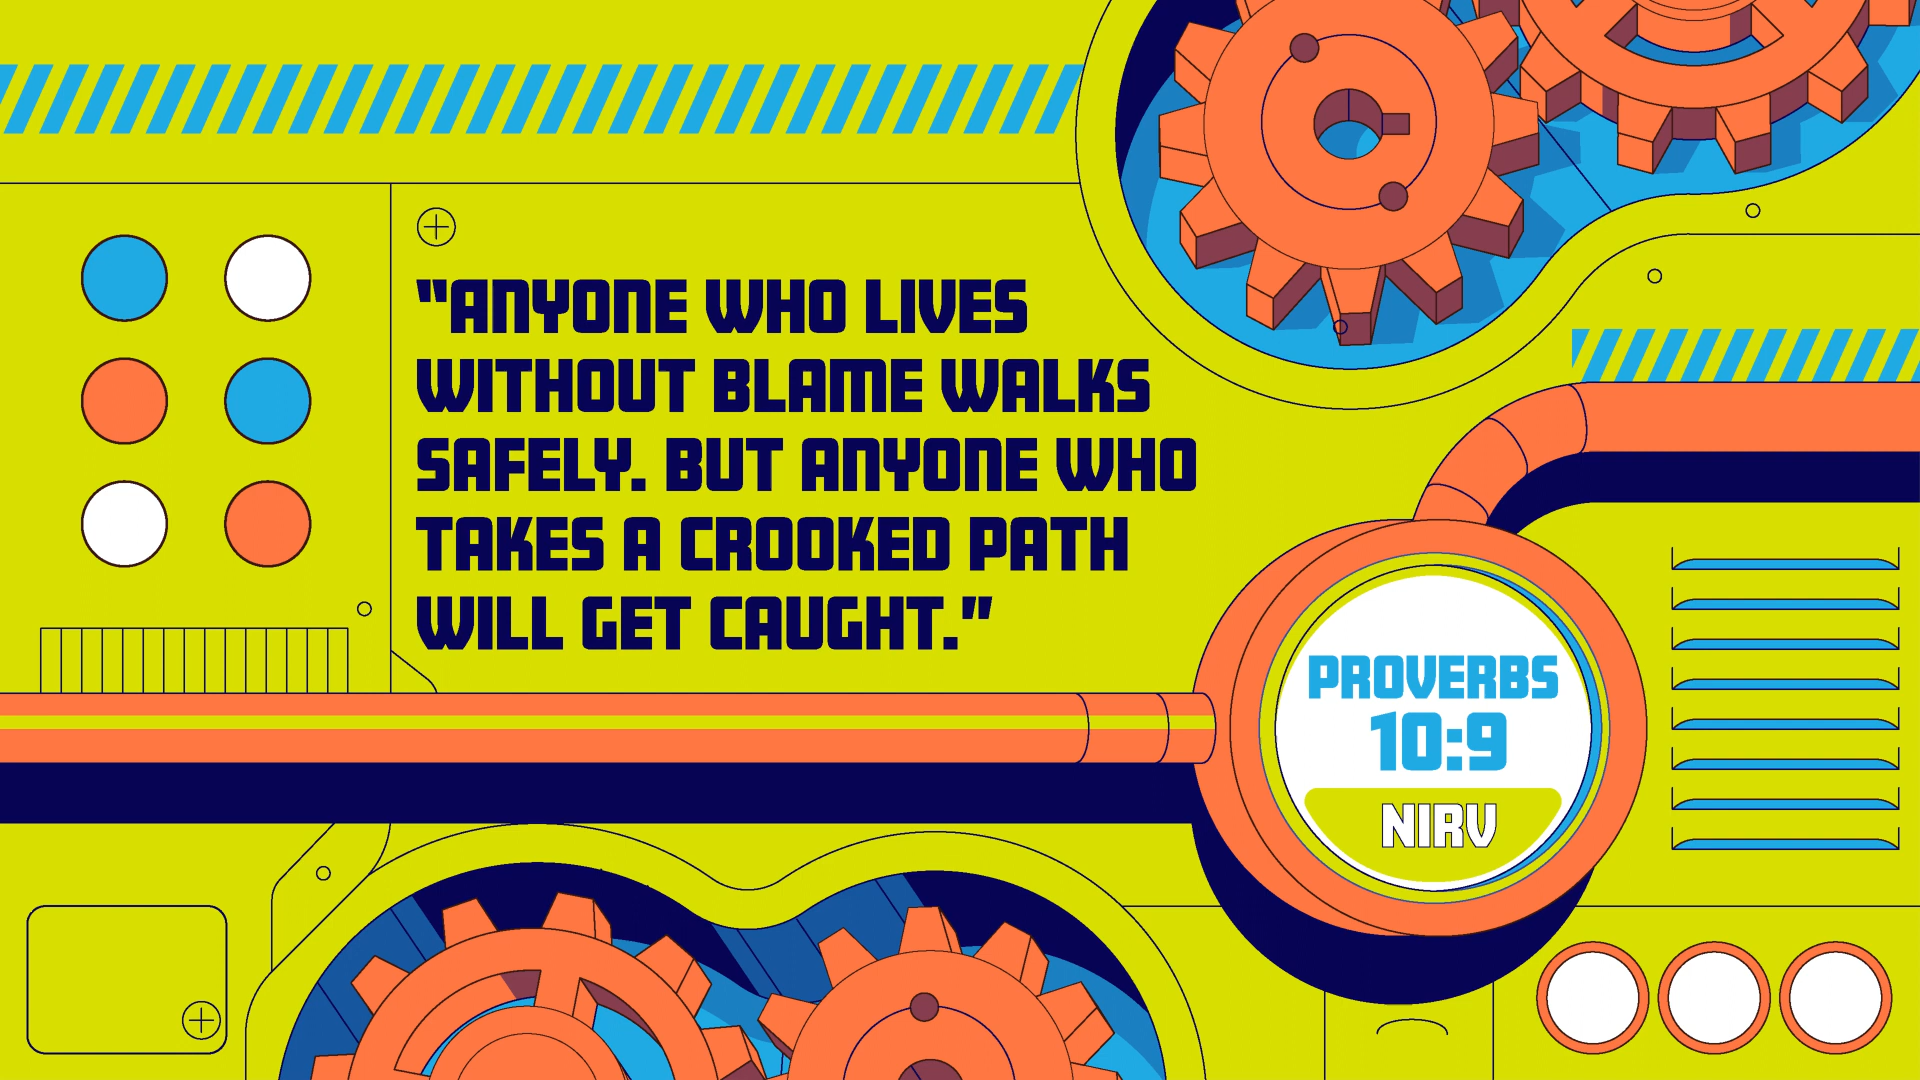 "ANYONE WHO LIVES
WITHOUT BLAME WALKS
SAFELY. BUT ANYONE WHO
TAKES A CROOKED PATH
WILL GET CAUGHT."
PROVERBS
10:9
NIRV